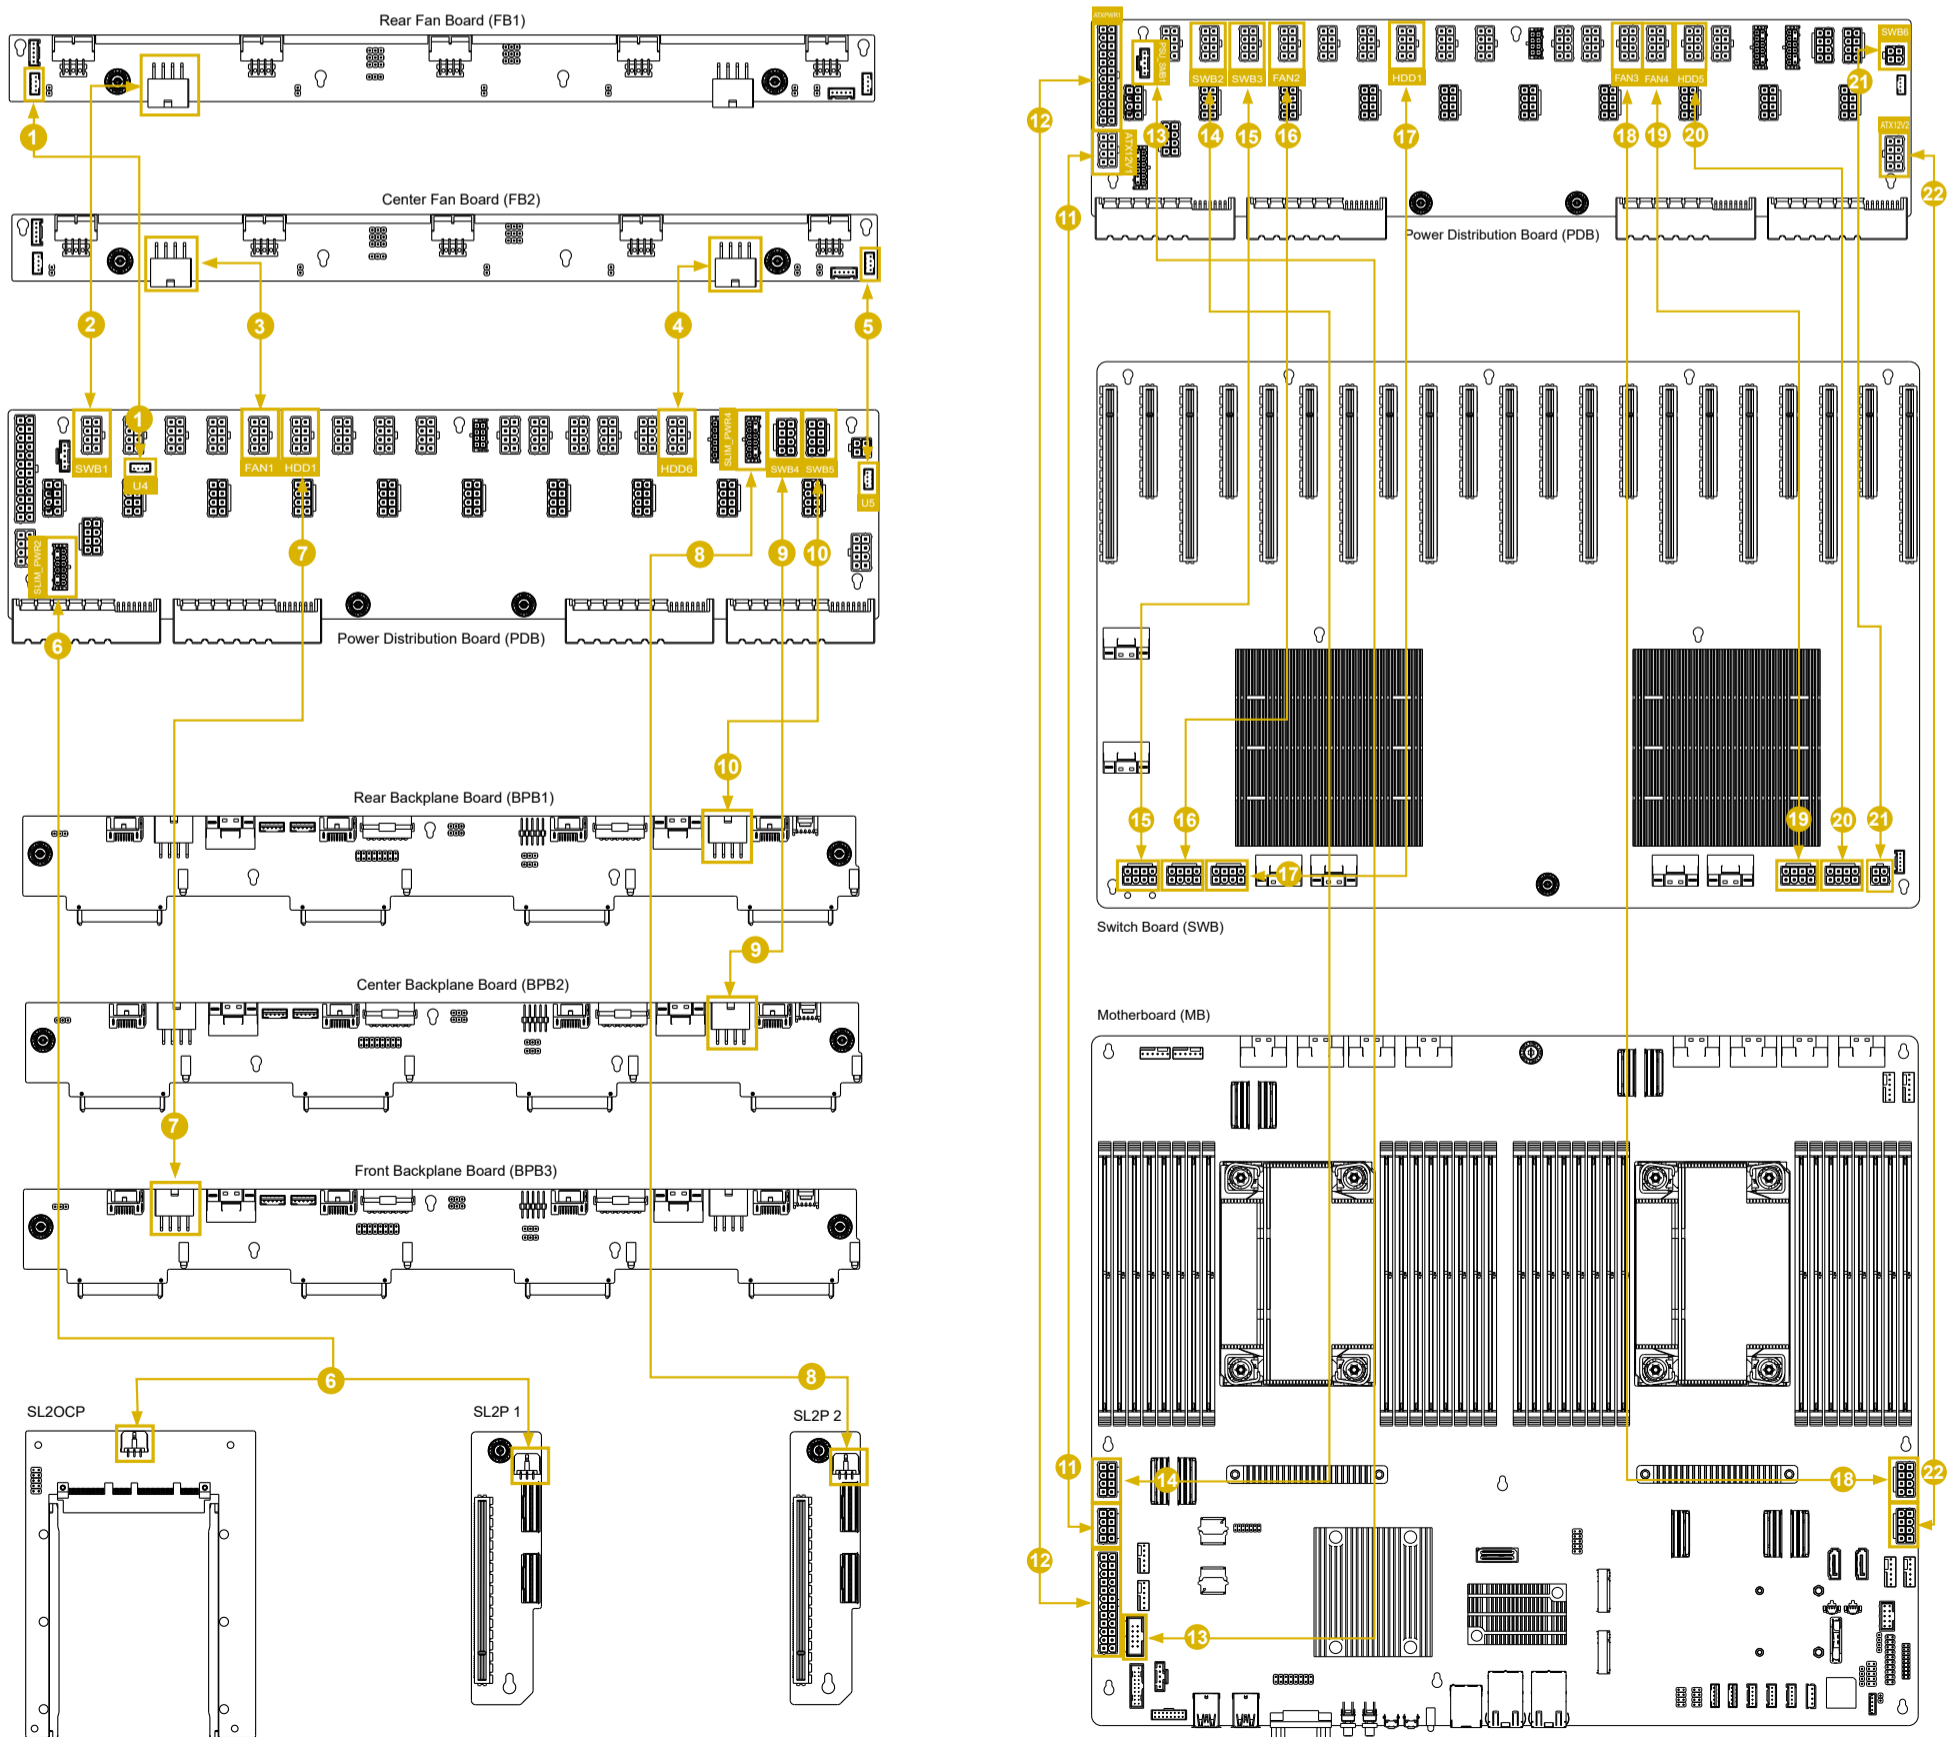 Rear Fan Board (FB1)
1
2
Center Fan Board (FB2)
2
3
4
5
1
SWB1
U4
FAN1
HDD1
HDD6
SLIM_PWR4
SWB4
SWB5
U5
SLIM_PWR2
7
8
9
10
6
Power Distribution Board (PDB)
10
Rear Backplane Board (BPB1)
9
Center Backplane Board (BPB2)
7
Front Backplane Board (BPB3)
6
8
SL2OCP
SL2P 1
SL2P 2
ATXPWR1
SWB2
SWB3
FAN2
HDD1
FAN3
FAN4
HDD5
SWB6
21
12
13
14
15
16
17
18
19
20
ATX12V1
ATX12V2
11
22
Power Distribution Board (PDB)
15
16
17
19
20
21
Switch Board (SWB)
Motherboard (MB)
11
14
18
22
12
13